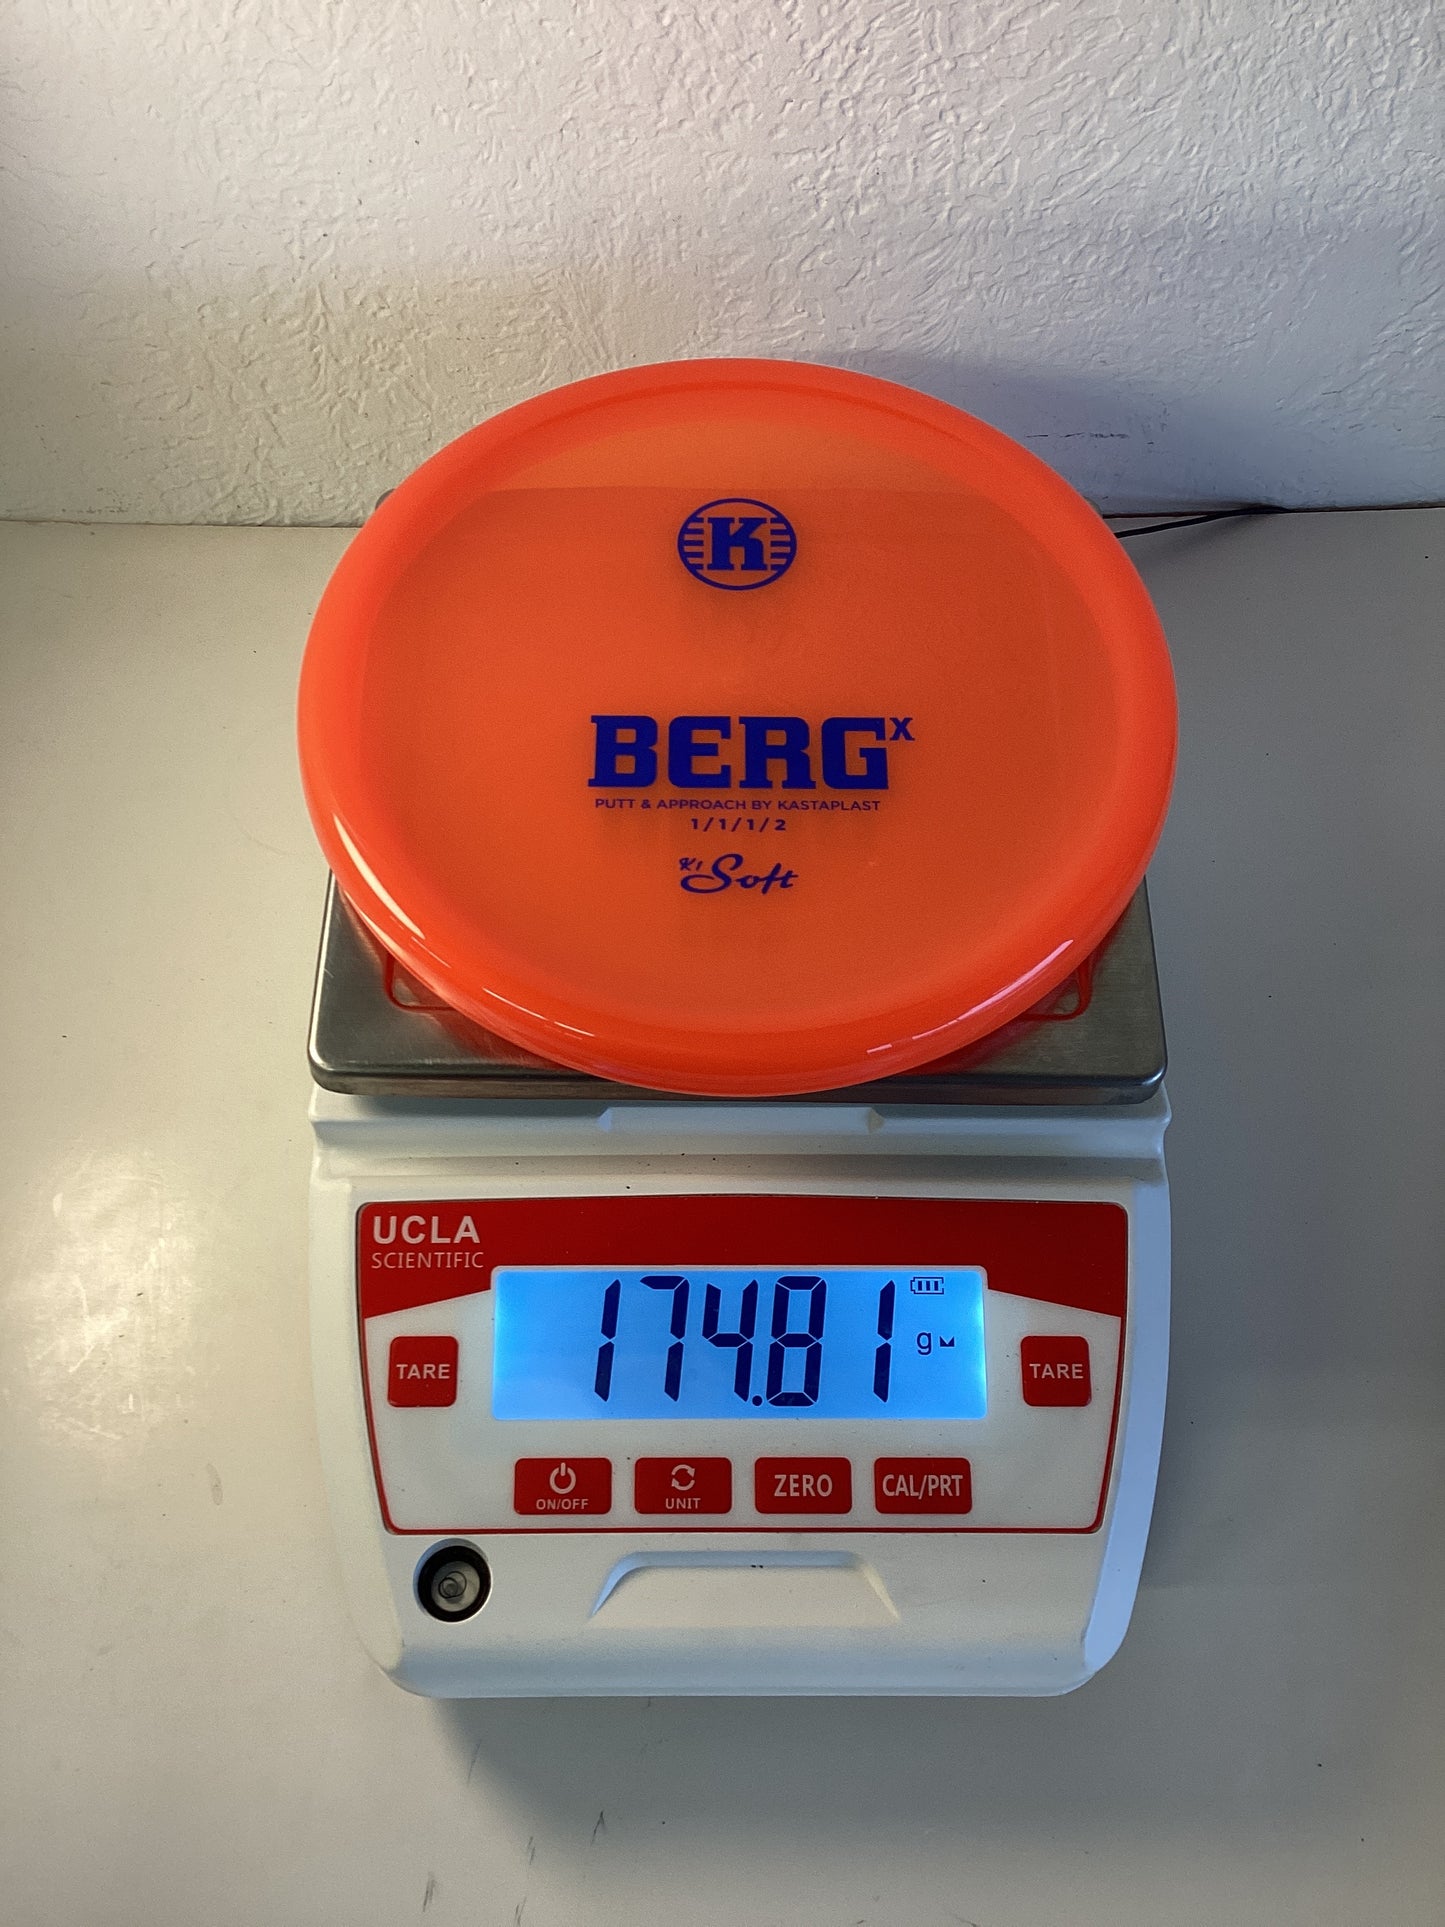 K
BERGx
PUTT & APPROACH BY KASTAPLAST
1/1/1/2
K1 Soft
UCLA
SCIENTIFIC
174.81 g
TARE
TARE
ON/OFF
UNIT
ZERO
CAL/PRT